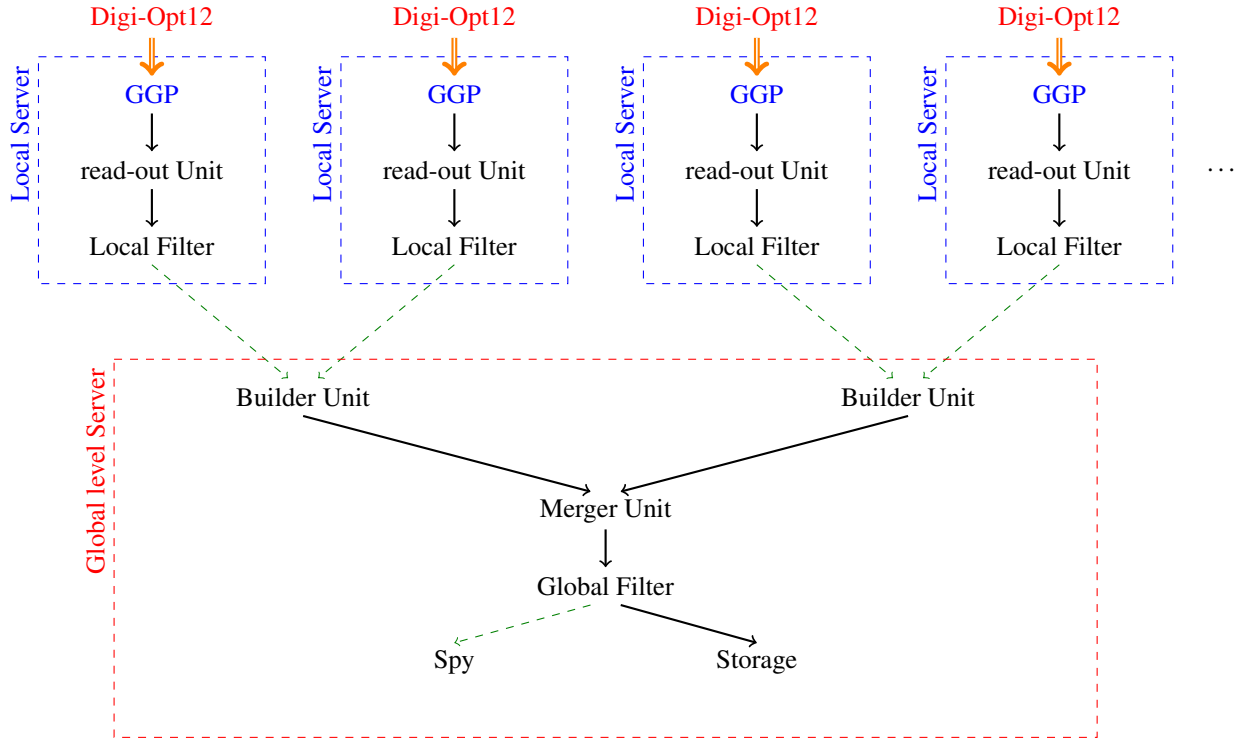 Digi-Opt12 Digi-Opt12 Digi-Opt12 Digi-Opt12
Local Server Local Server Local Server Local Server
GGP GGP GGP GGP
read-out Unit read-out Unit read-out Unit read-out Unit ...
Local Filter Local Filter Local Filter Local Filter
Global level Server
Builder Unit Builder Unit
Merger Unit
Global Filter
Spy Storage